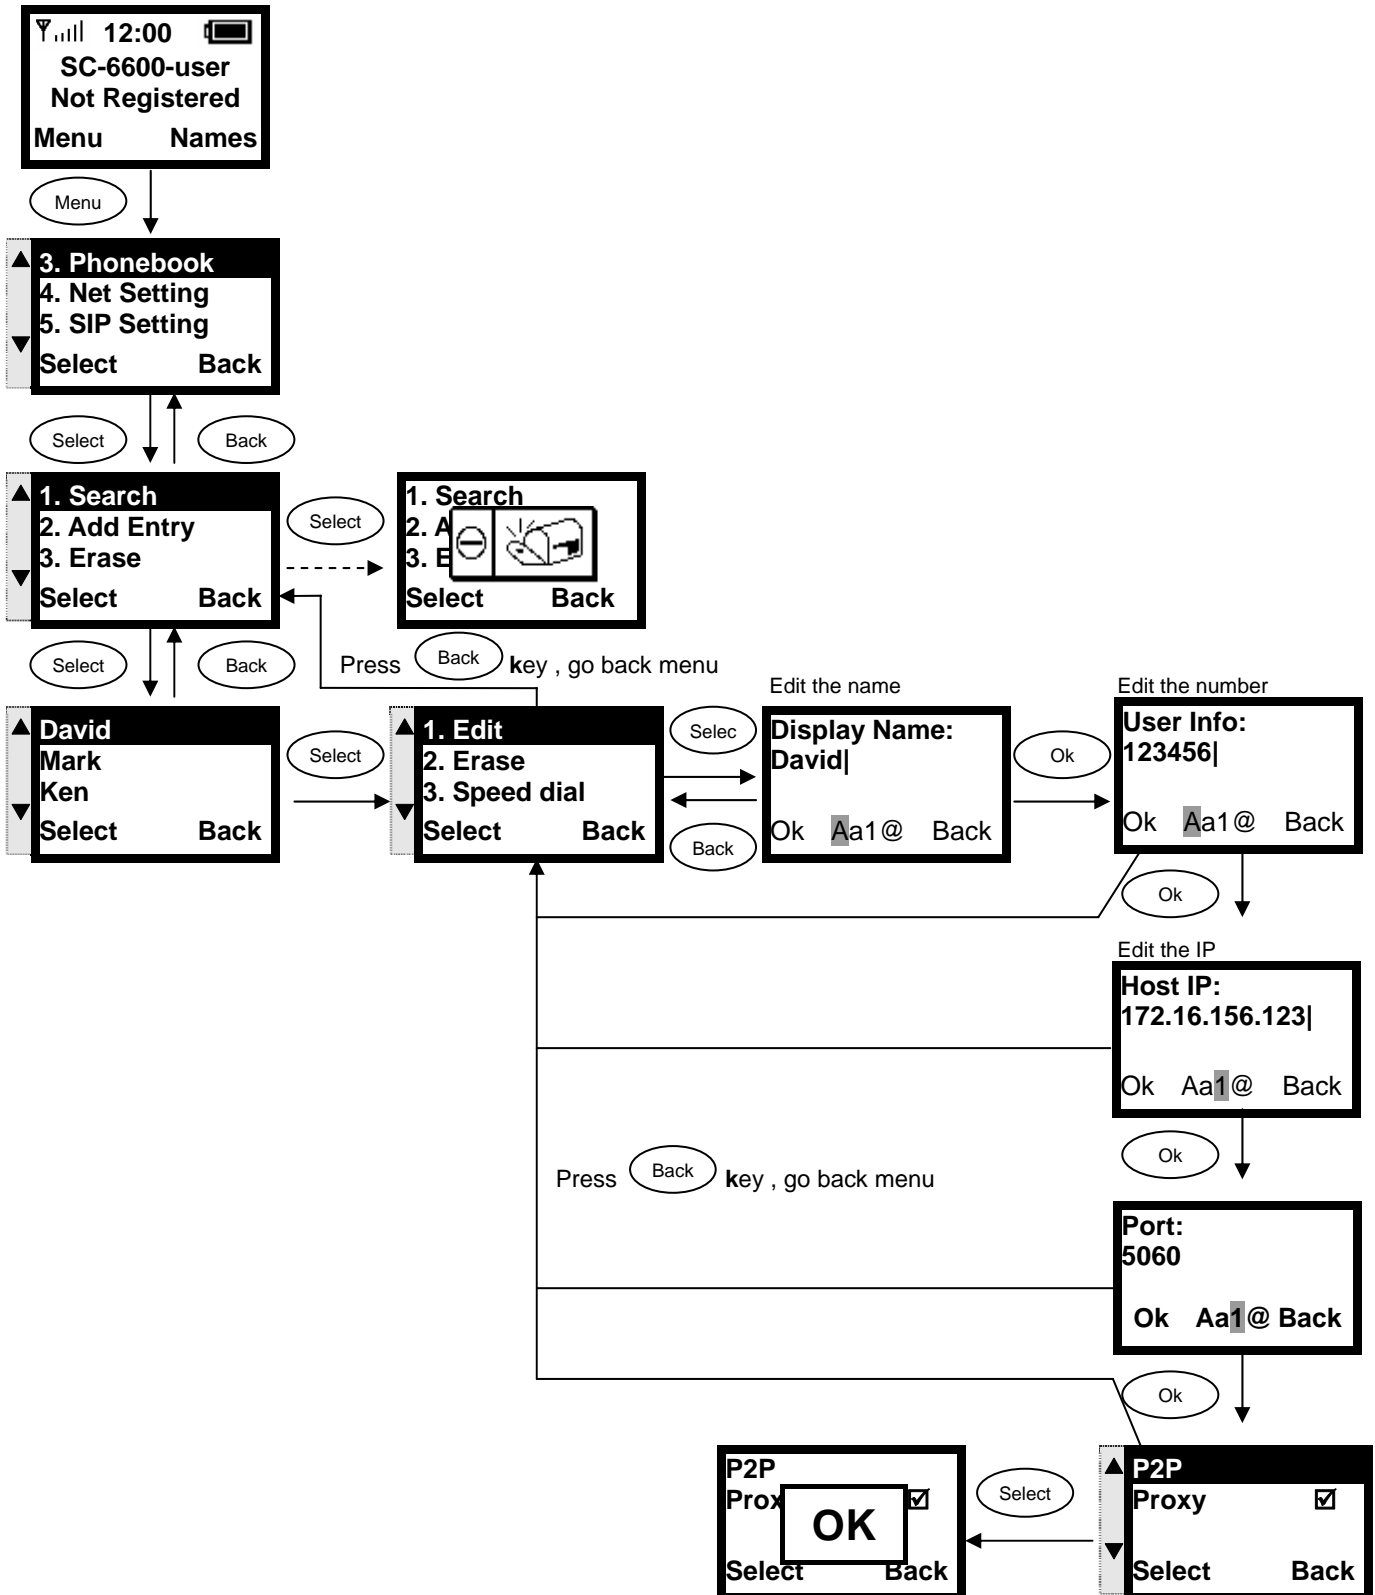 12:00
SC-6600-user
Not Registered
Menu Names
Menu
3. Phonebook
4. Net Setting
5. SIP Setting
Select Back
Select Back
1. Search
2. Add Entry
3. Erase
Select Back
Select
1. Search
2. A
3. E
Select Back
Select Back
Press Back key , go back menu
David
Mark
Ken
Select Back
Select
1. Edit
2. Erase
3. Speed dial
Select Back
Selec
Back
Edit the name
Display Name:
David|
Ok Aa1@ Back
Ok
Edit the number
User Info:
123456|
Ok Aa1@ Back
Ok
Edit the IP
Host IP:
172.16.156.123|
Ok Aa1@ Back
Ok
Press Back key , go back menu
Port:
5060
Ok Aa1@ Back
Ok
P2P
Proxy ☑
Select Back
Select
P2P
Prox ☑
OK
Select Back